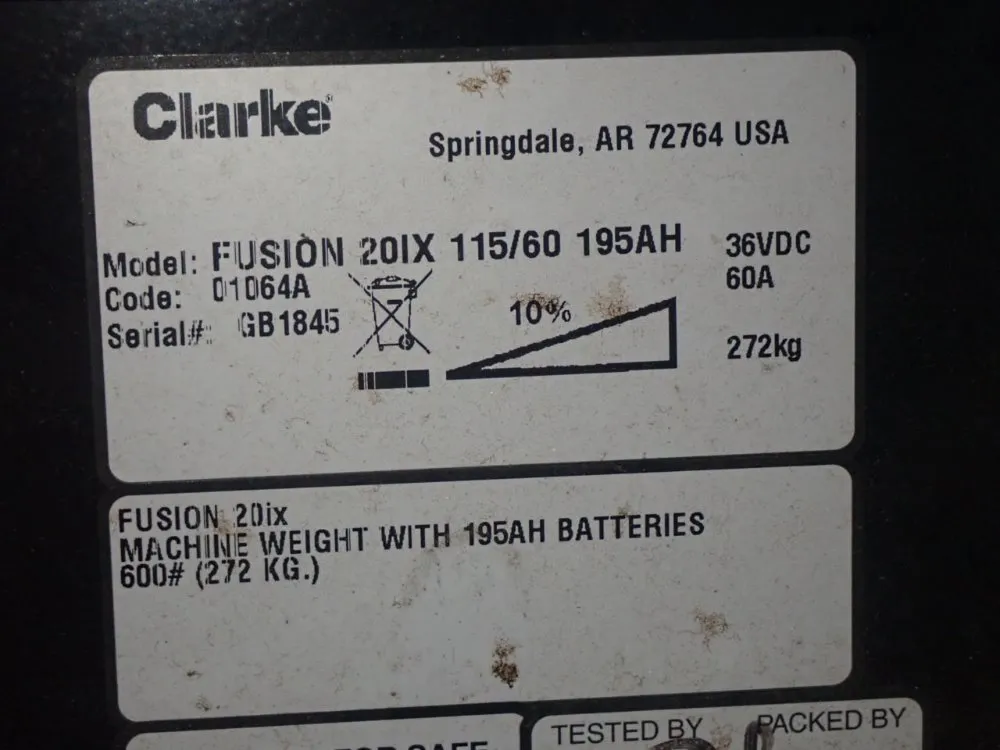 Clarke®
Springdale, AR 72764 USA
Model: FUSION 20IX 115/60 195AH 36VDC
Code: 01064A 60A
Serial#: GB1845 10% 272kg
FUSION 20ix
MACHINE WEIGHT WITH 195AH BATTERIES
600# (272 KG.)
TESTED BY PACKED BY